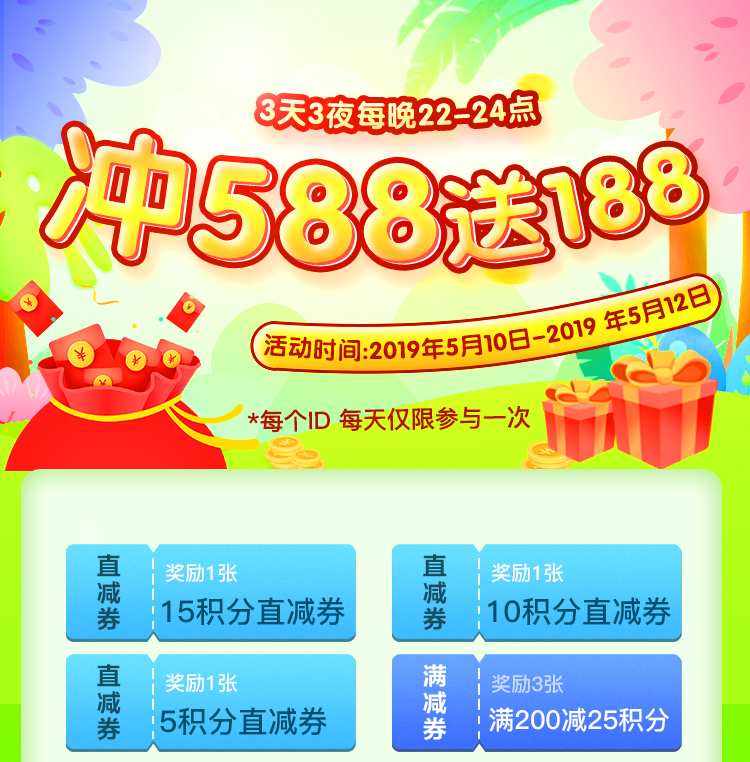 3天3夜每晚22-24点
冲588送188
活动时间:2019年5月10日-2019 年5月12日
*每个ID 每天仅限参与一次
直减券
奖励1张
15积分直减券
直减券
奖励1张
10积分直减券
直减券
奖励1张
5积分直减券
满减券
奖励3张
满200减25积分